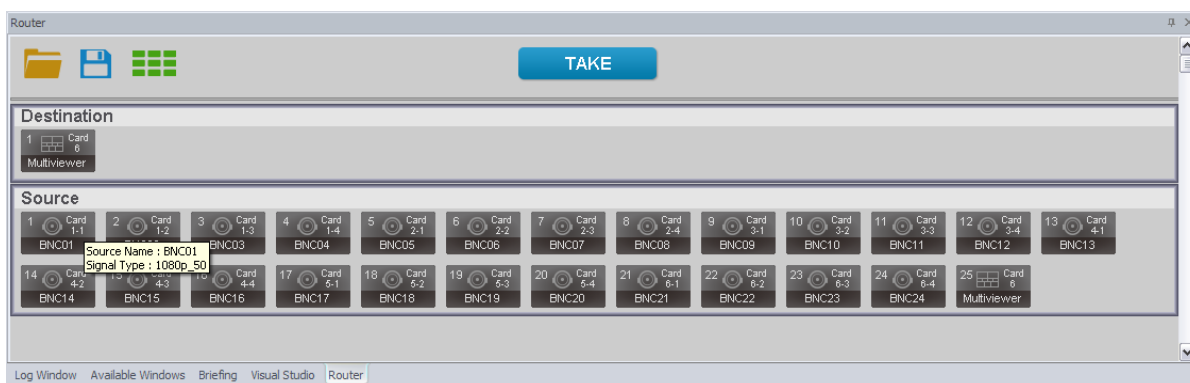 Router
TAKE
Destination
1 Card 6
Multiviewer
Source
1 Card 1-1 2 Card 1-2 3 Card 1-3 4 Card 1-4 5 Card 2-1 6 Card 2-2 7 Card 2-3 8 Card 2-4 9 Card 3-1 10 Card 3-2 11 Card 3-3 12 Card 3-4 13 Card 4-1
BNC01 BNC03 BNC04 BNC05 BNC06 BNC07 BNC08 BNC09 BNC10 BNC11 BNC12 BNC13
Source Name : BNC01
Signal Type : 1080p_50
14 Card 4-2 4-3 4-4 17 Card 5-1 18 Card 5-2 19 Card 5-3 20 Card 5-4 21 Card 6-1 22 Card 6-2 23 Card 6-3 24 Card 6-4 25 Card 6
BNC14 BNC15 BNC16 BNC17 BNC18 BNC19 BNC20 BNC21 BNC22 BNC23 BNC24 Multiviewer
Log Window Available Windows Briefing Visual Studio Router